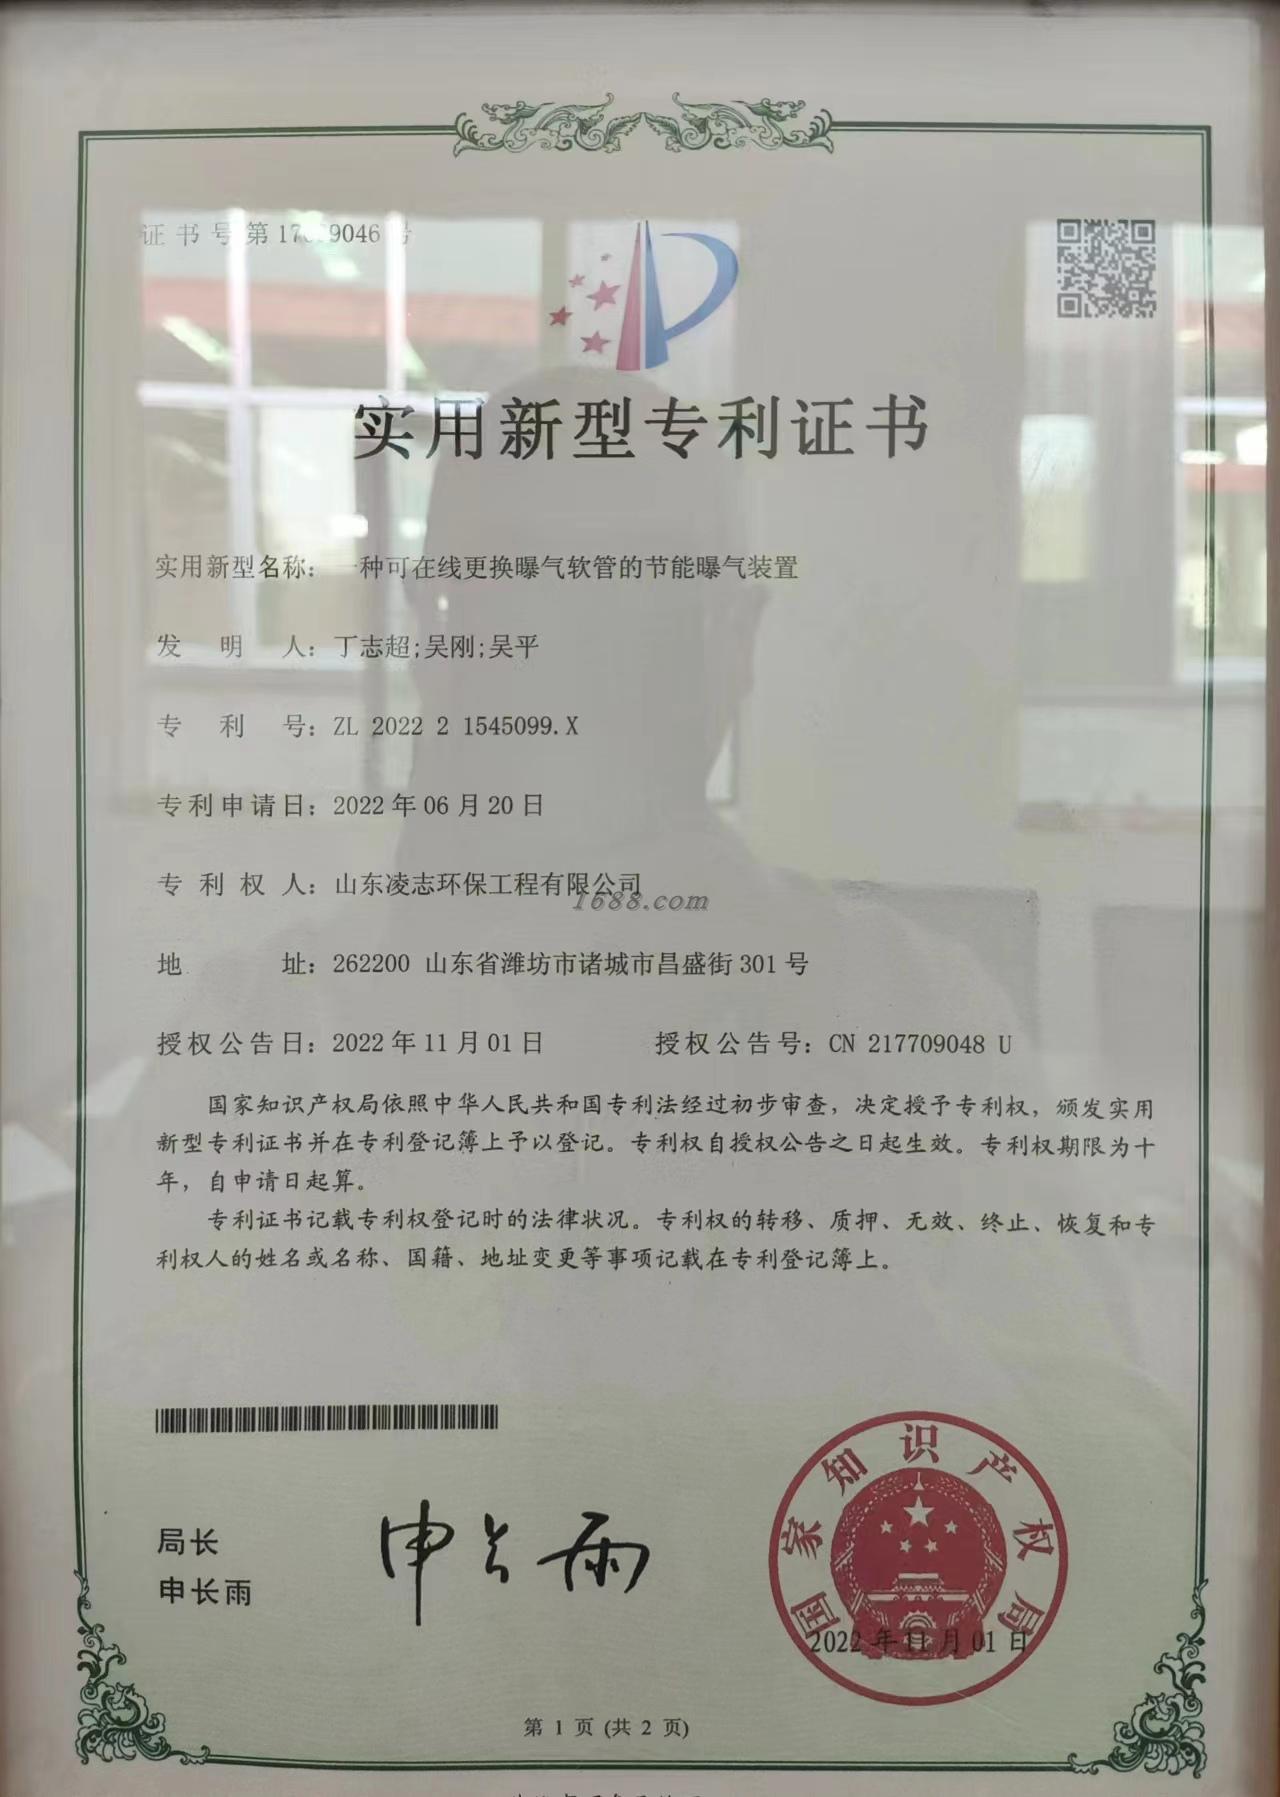 证书号第17 9046号
实用新型专利证书
实用新型名称：一种可在线更换曝气软管的节能曝气装置
发明人：丁志超;吴刚;吴平
专利号：ZL 2022 2 1545099.X
专利申请日：2022年06月20日
专利权人：山东凌志环保工程有限公司
1688.com
地址：262200 山东省潍坊市诸城市昌盛街301号
授权公告日：2022年11月01日 授权公告号：CN 217709048 U
国家知识产权局依照中华人民共和国专利法经过初步审查，决定授予专利权，颁发实用
新型专利证书并在专利登记簿上予以登记。专利权自授权公告之日起生效。专利权期限为十
年，自申请日起算。
专利证书记载专利权登记时的法律状况。专利权的转移、质押、无效、终止、恢复和专
利权人的姓名或名称、国籍、地址变更等事项记载在专利登记簿上。
局长
申长雨
申长雨
国家知识产权局
2022年11月01日
第 1 页 (共 2 页)